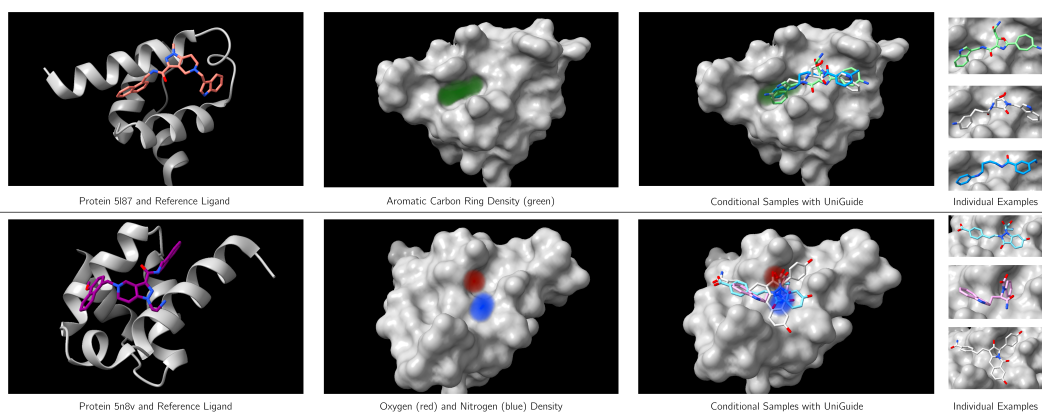 Protein 5l87 and Reference Ligand
Aromatic Carbon Ring Density (green)
Conditional Samples with UniGuide
Individual Examples
Protein 5n8v and Reference Ligand
Oxygen (red) and Nitrogen (blue) Density
Conditional Samples with UniGuide
Individual Examples